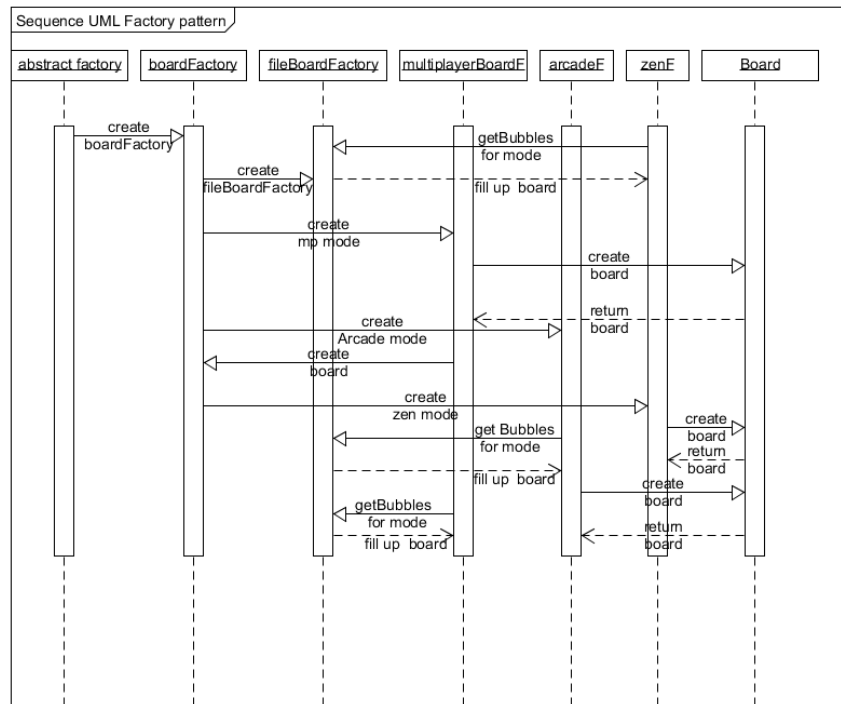 Sequence UML Factory pattern
abstract factory
boardFactory
fileBoardFactory
multiplayerBoardF
arcadeF
zenF
Board
create
boardFactory
getBubbles
for mode
create
fileBoardFactory
fill up board
create
mp mode
create
board
return
board
create
Arcade mode
create
board
create
zen mode
create
board
get Bubbles
for mode
return
board
fill up board
create
board
getBubbles
for mode
return
board
fill up board